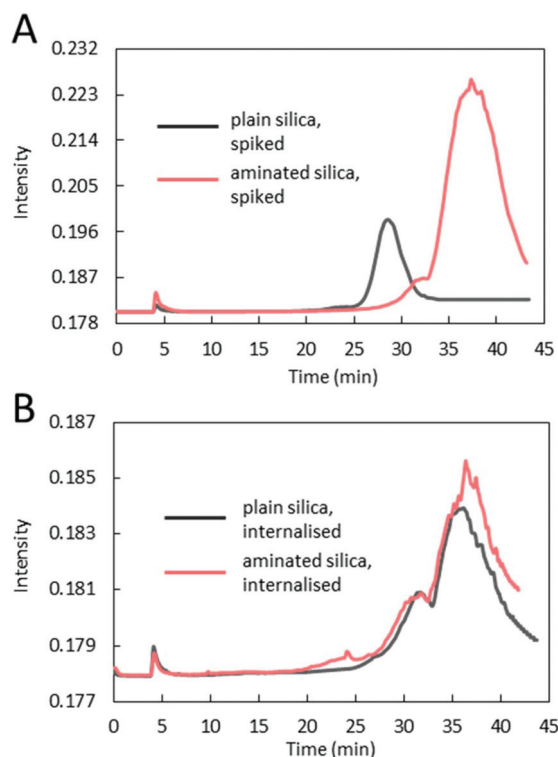 A
0.232
0.223
0.214
0.205
0.196
0.187
0.178
Intensity
plain silica,
spiked
aminated silica,
spiked
0 5 10 15 20 25 30 35 40 45
Time (min)
B
0.187
0.185
0.183
0.181
0.179
0.177
Intensity
plain silica,
internalised
aminated silica,
internalised
0 5 10 15 20 25 30 35 40 45
Time (min)